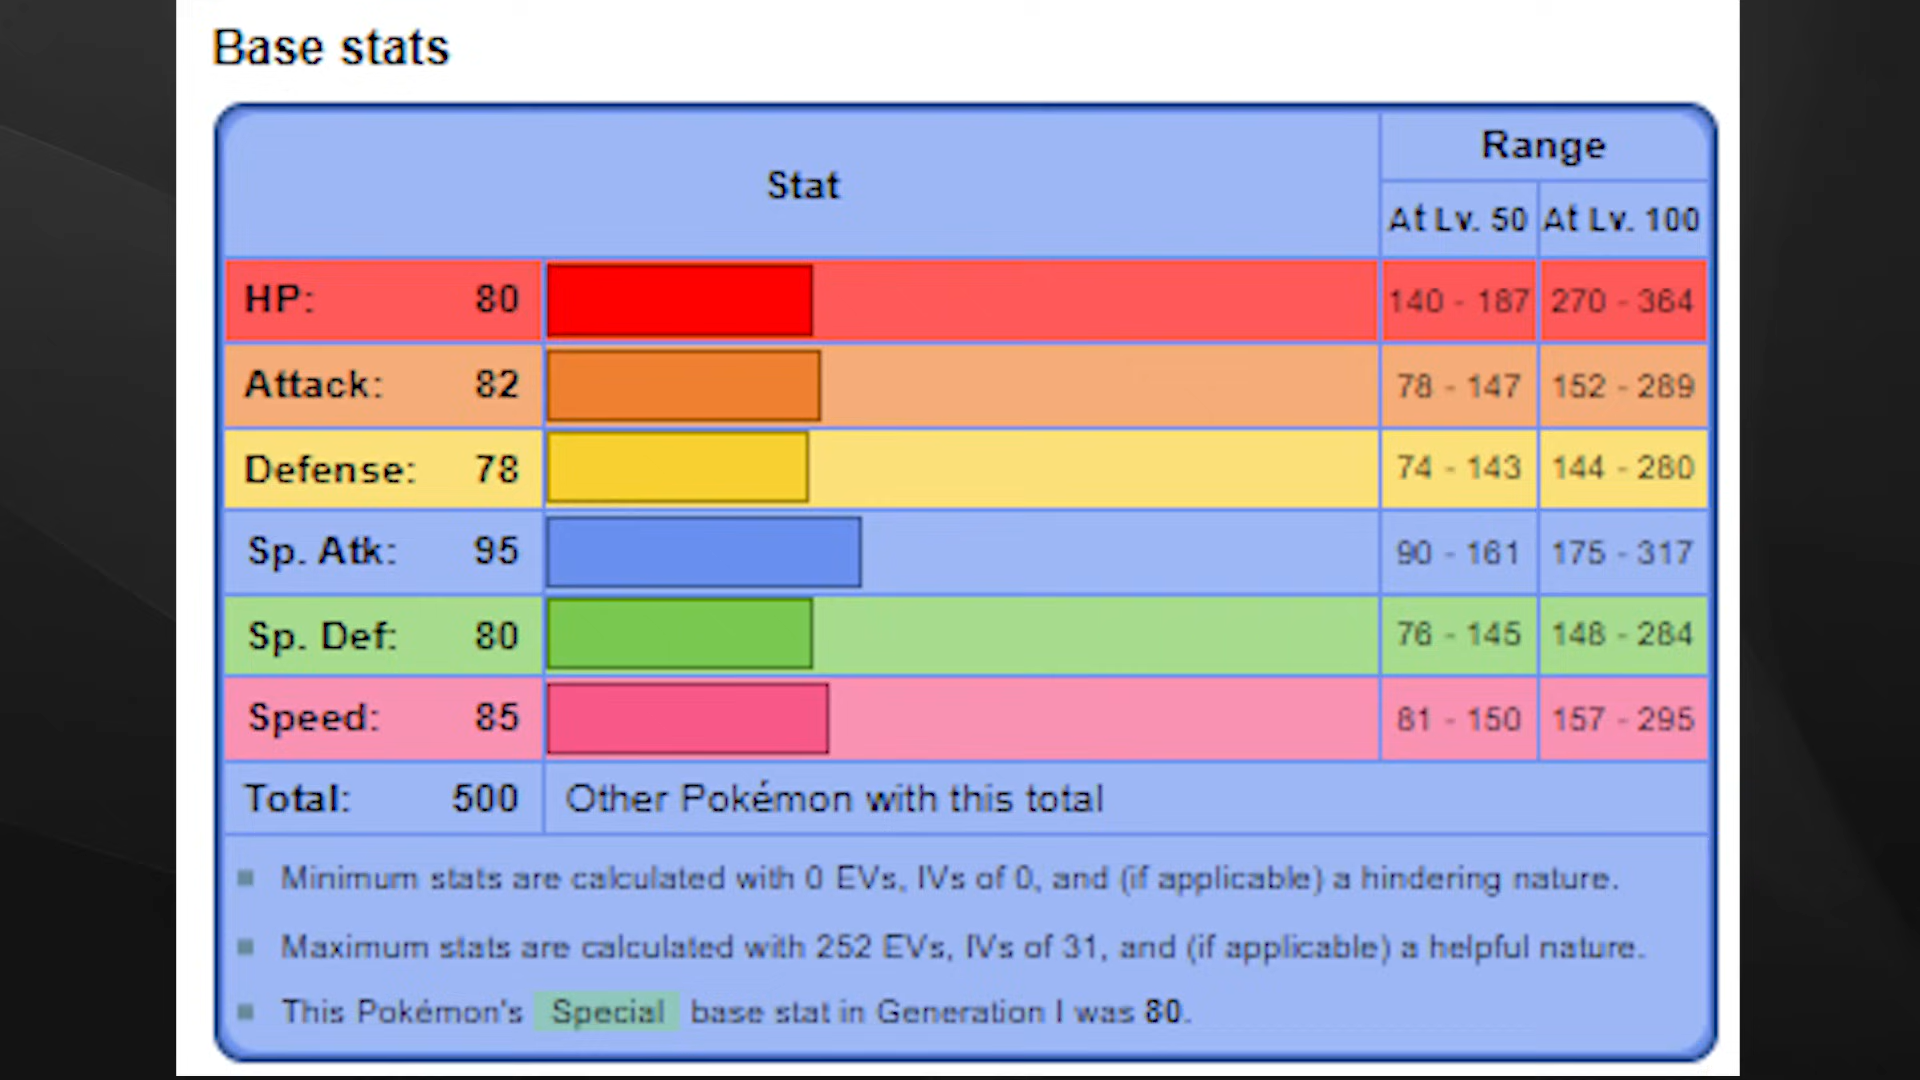 Base stats
Stat
Range
At Lv. 50 At Lv. 100
HP: 80 140 - 187 270 - 364
Attack: 82 78 - 147 152 - 289
Defense: 78 74 - 143 144 - 280
Sp. Atk: 95 90 - 161 175 - 317
Sp. Def: 80 76 - 145 148 - 284
Speed: 85 81 - 150 157 - 295
Total: 500 Other Pokémon with this total
Minimum stats are calculated with 0 EVs, IVs of 0, and (if applicable) a hindering nature.
Maximum stats are calculated with 252 EVs, IVs of 31, and (if applicable) a helpful nature.
This Pokémon's Special base stat in Generation I was 80.